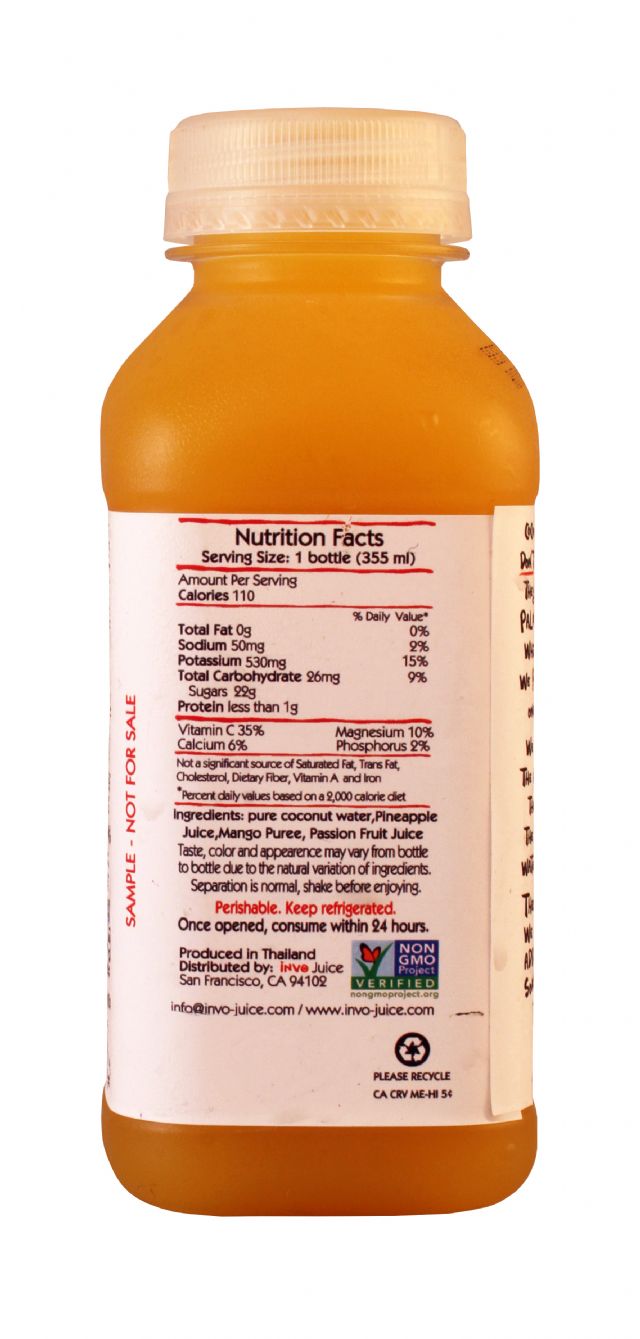 Nutrition Facts
Serving Size: 1 bottle (355 ml)
Amount Per Serving
Calories 110
% Daily Value*
Total Fat 0g 0%
Sodium 50mg 2%
Potassium 530mg 15%
Total Carbohydrate 26mg 9%
Sugars 22g
Protein less than 1g
Vitamin C 35% Magnesium 10%
Calcium 6% Phosphorus 2%
Not a significant source of Saturated Fat, Trans Fat,
Cholesterol, Dietary Fiber, Vitamin A and Iron
*Percent daily values based on a 2,000 calorie diet
Ingredients: pure coconut water,Pineapple
Juice,Mango Puree, Passion Fruit Juice
Taste, color and appearence may vary from bottle
to bottle due to the natural variation of ingredients.
Separation is normal, shake before enjoying.
Perishable. Keep refrigerated.
Once opened, consume within 24 hours.
Produced in Thailand
Distributed by: invo Juice
San Francisco, CA 94102
NON
GMO
Project
VERIFIED
nongmoproject.org
info@invo-juice.com / www.invo-juice.com
PLEASE RECYCLE
CA CRV ME-HI 5¢
SAMPLE - NOT FOR SALE